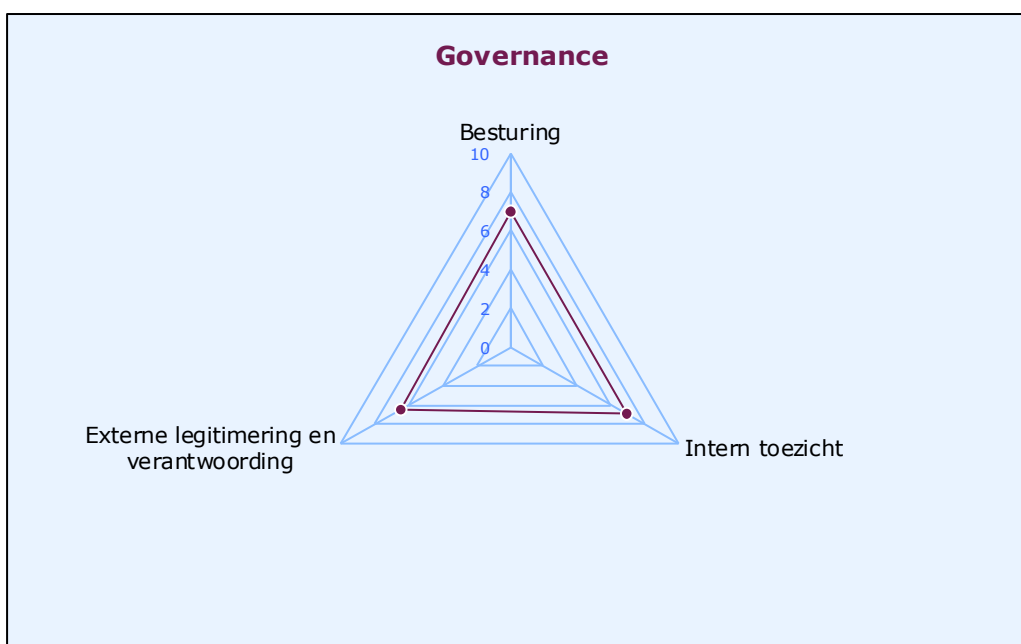 Governance
Besturing
10
8
6
4
2
0
Externe legitimering en
verantwoording
Intern toezicht